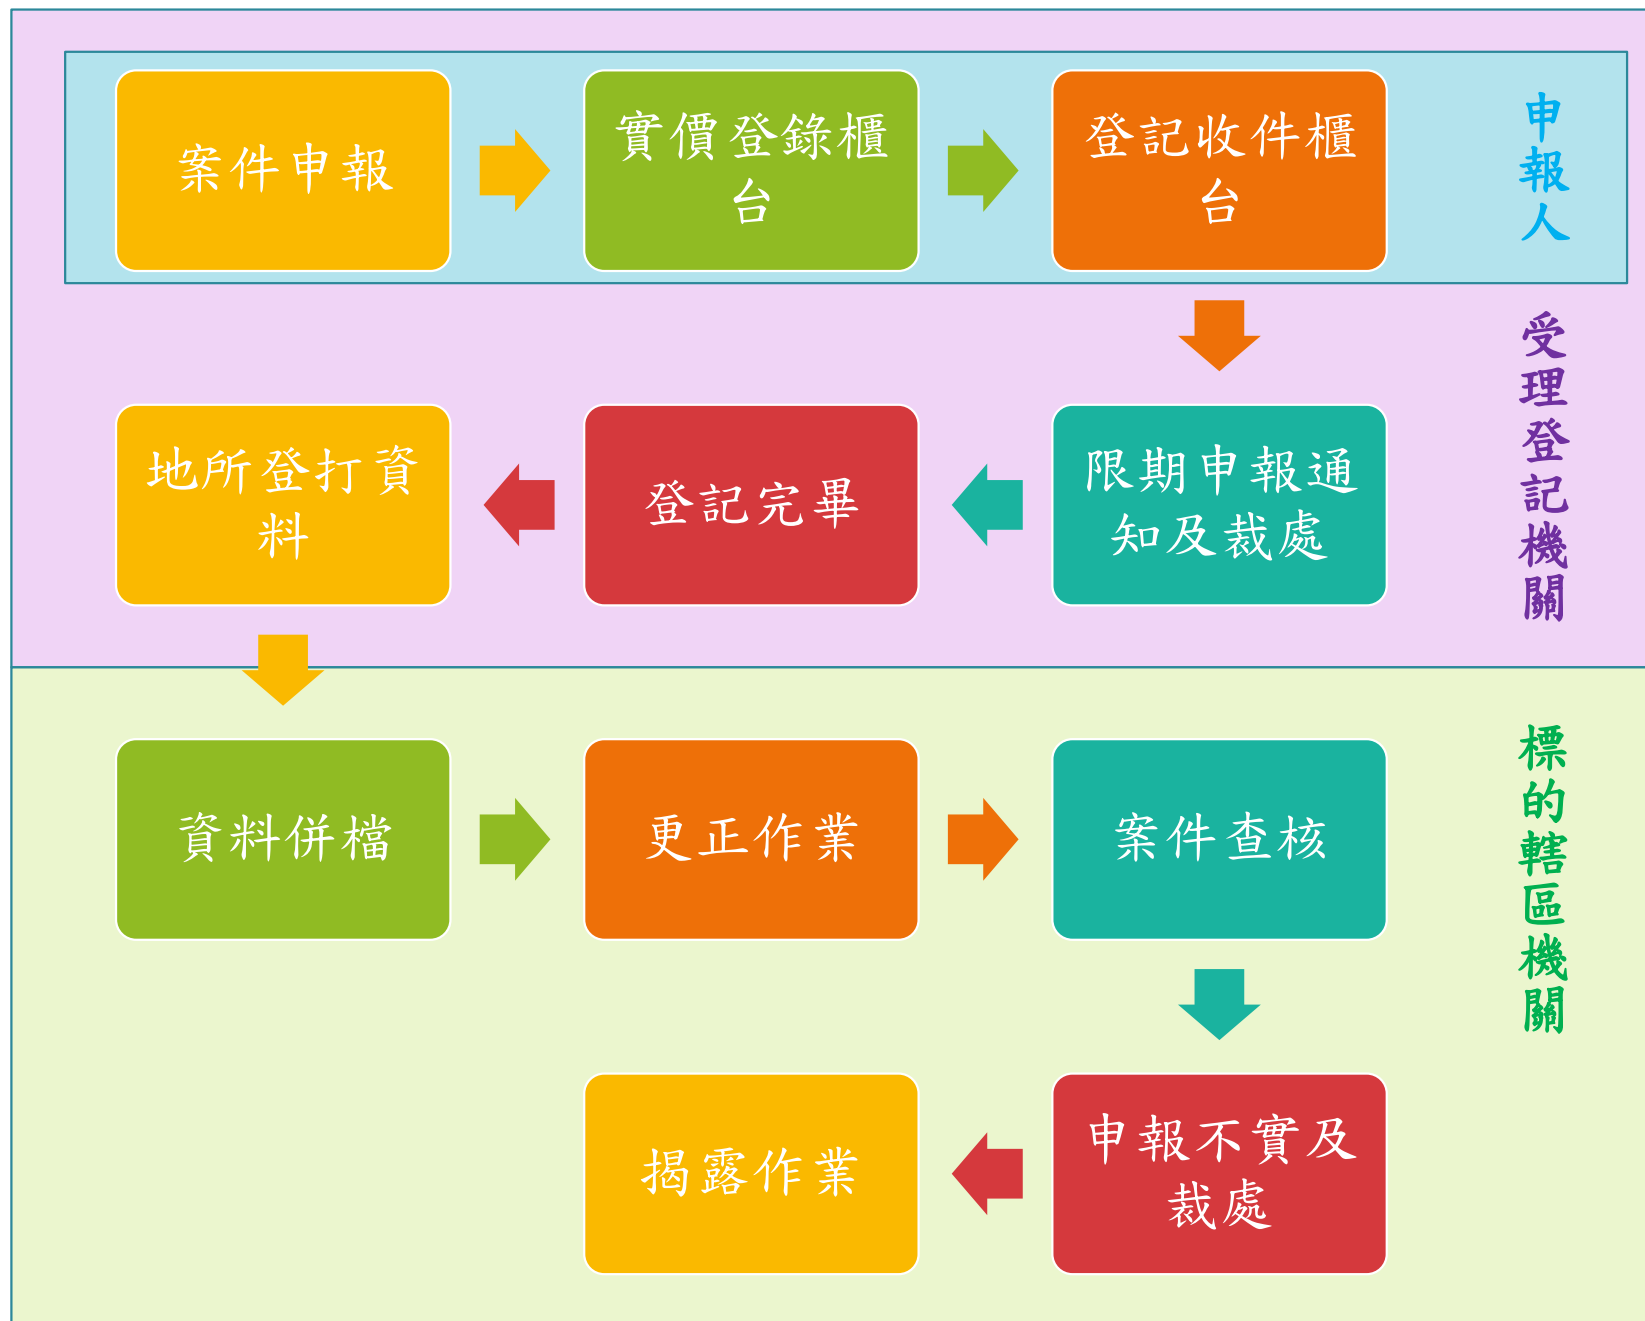 案件申報
實價登錄櫃
台
登記收件櫃
台
申報人
限期申報通
知及裁處
登記完畢
地所登打資
料
受理登記機關
資料併檔
更正作業
案件查核
申報不實及
裁處
揭露作業
標的轄區機關